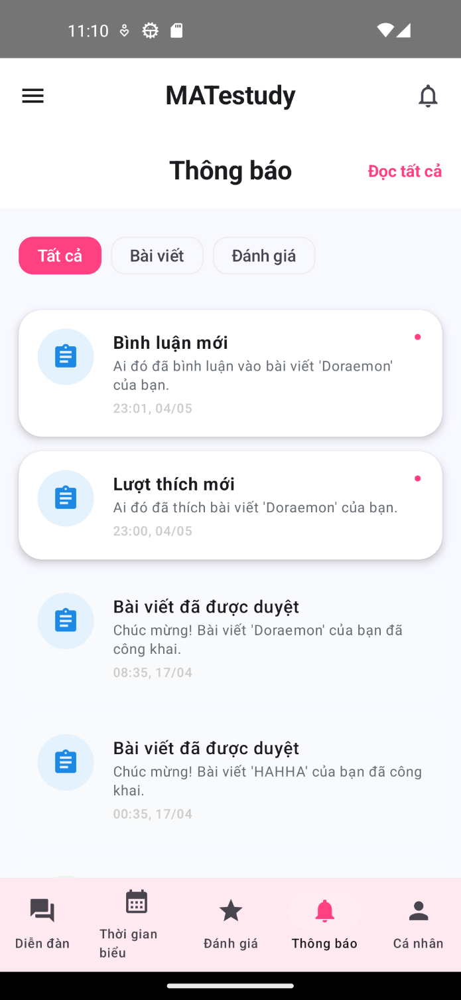 11:10
MATestudy
Thông báo
Đọc tất cả
Tất cả
Bài viết
Đánh giá
Bình luận mới
Ai đó đã bình luận vào bài viết 'Doraemon'
của bạn.
23:01, 04/05
Lượt thích mới
Ai đó đã thích bài viết 'Doraemon' của bạn.
23:00, 04/05
Bài viết đã được duyệt
Chúc mừng! Bài viết 'Doraemon' của bạn đã
công khai.
08:35, 17/04
Bài viết đã được duyệt
Chúc mừng! Bài viết 'HAHHA' của bạn đã công
khai.
00:35, 17/04
Diễn đàn
Thời gian
biểu
Đánh giá
Thông báo
Cá nhân